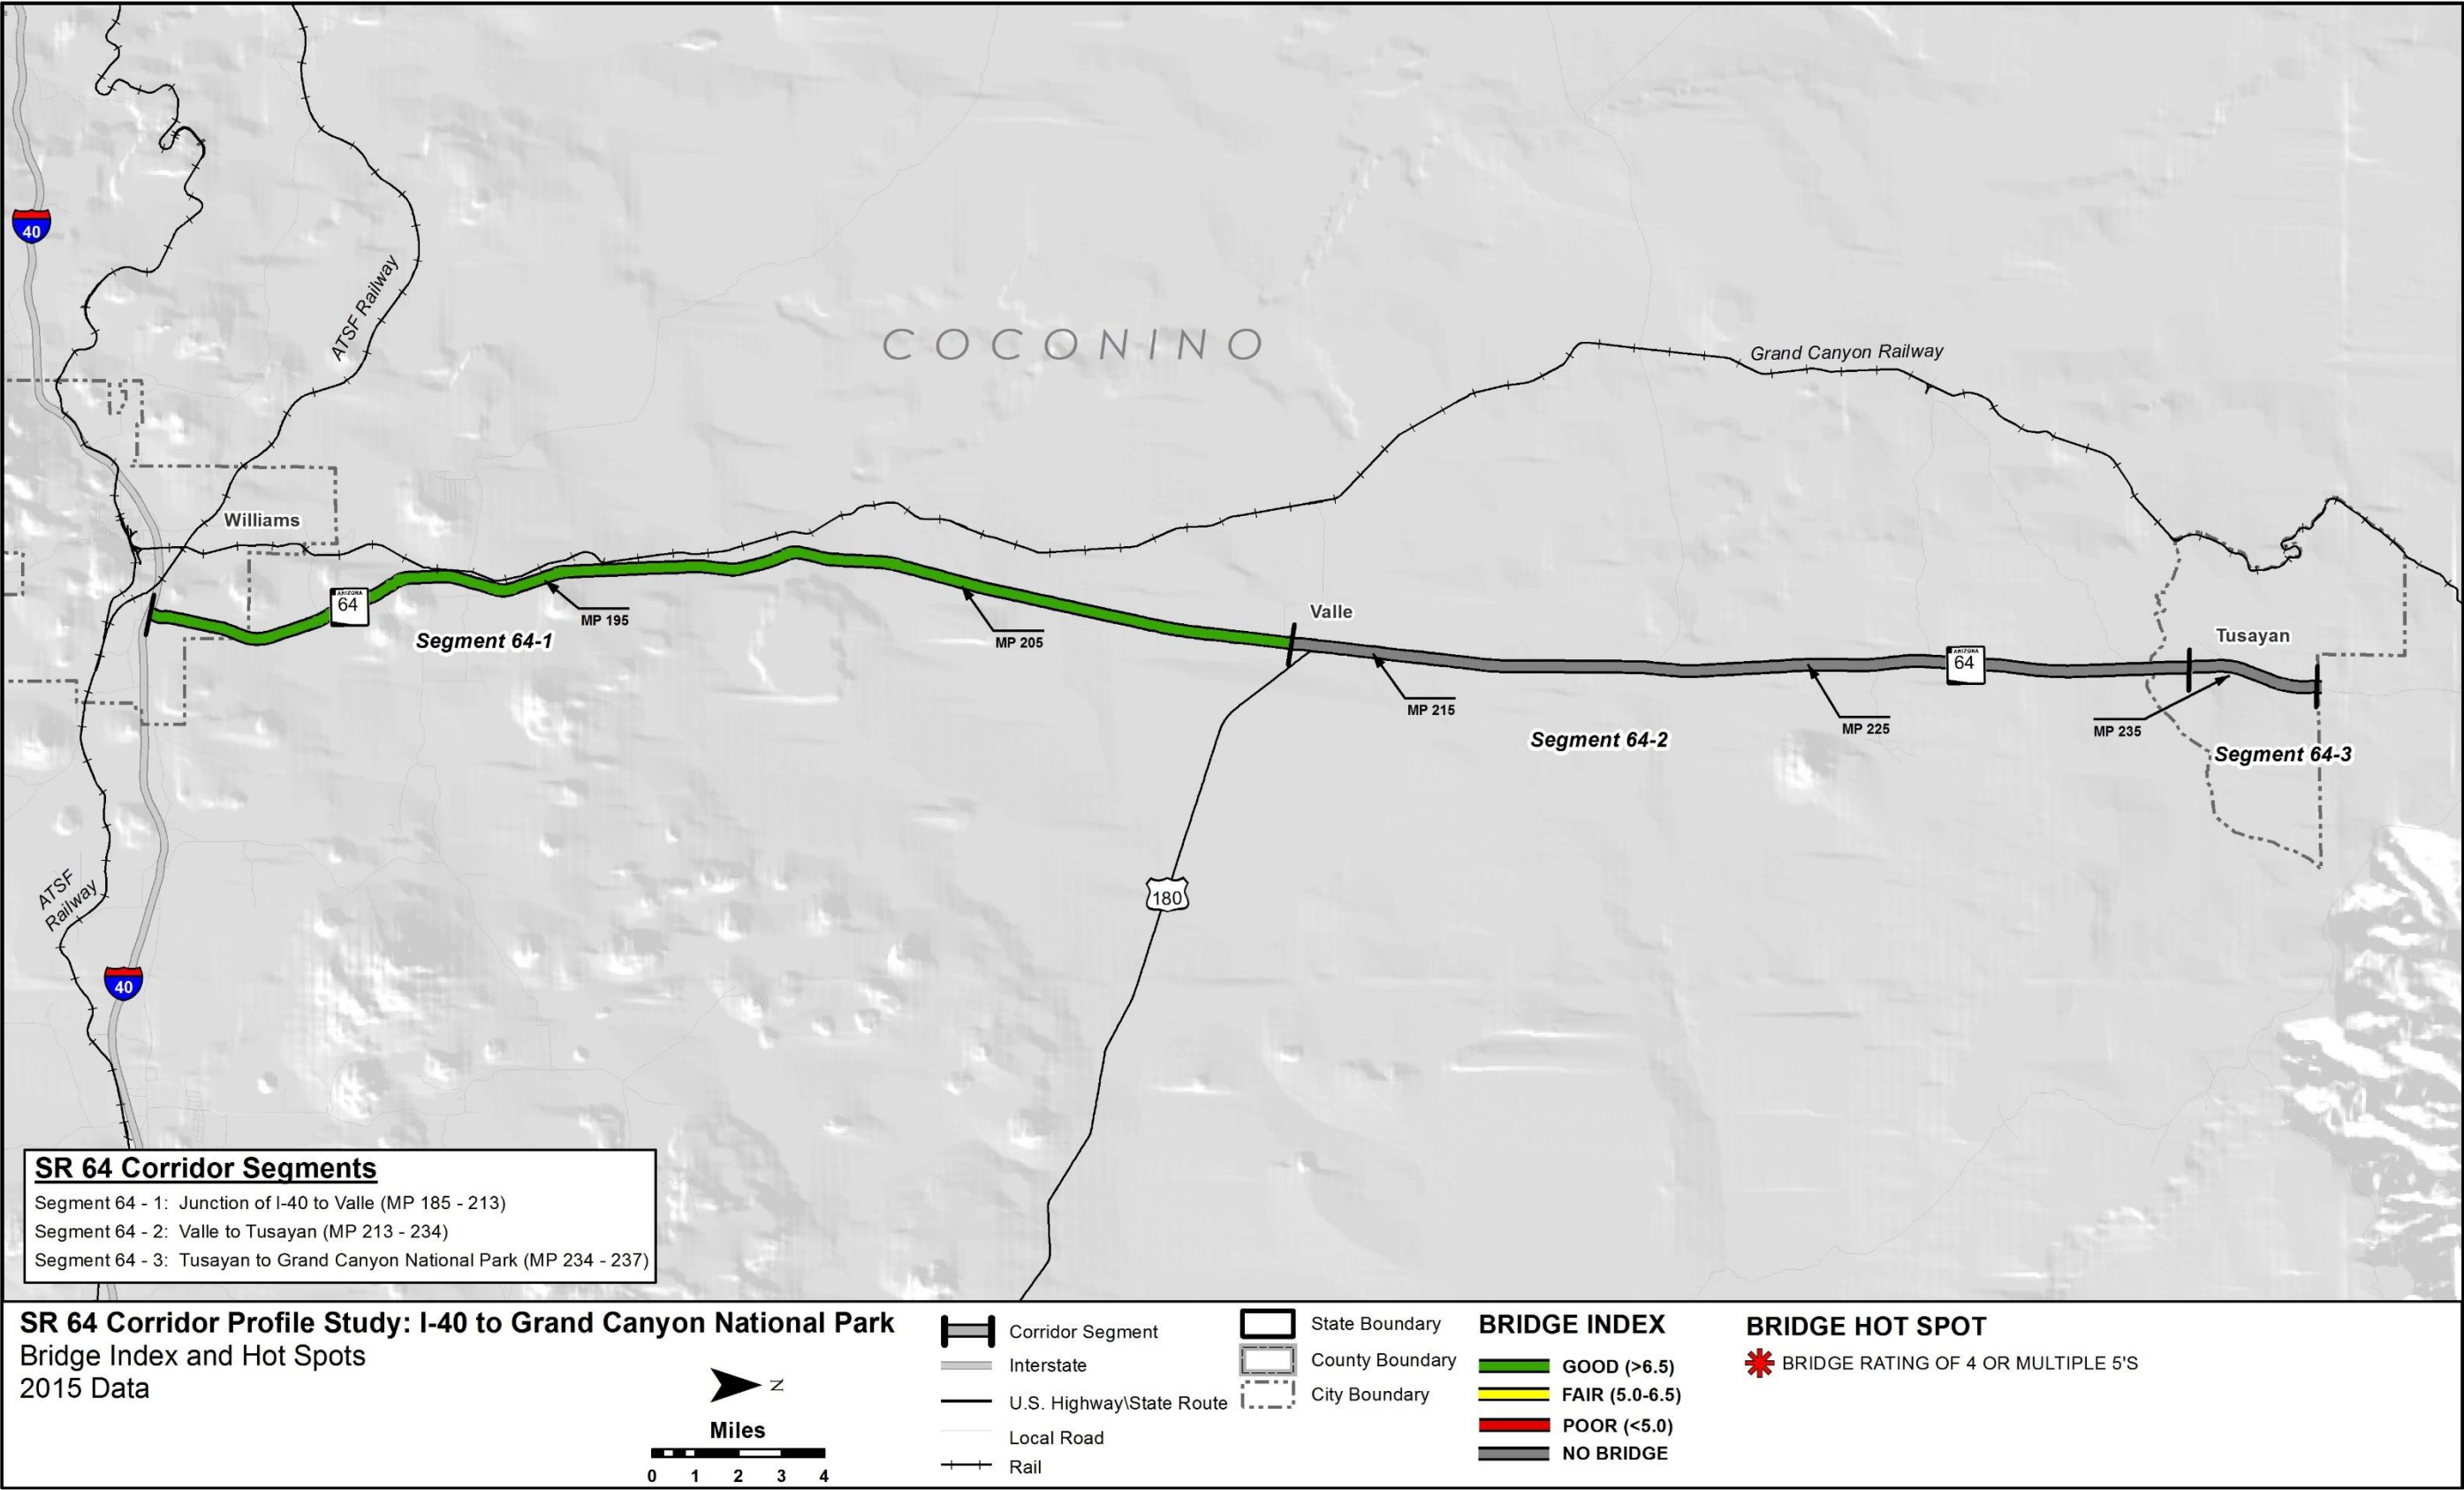 40
ATSF Railway
COCONINO
Grand Canyon Railway
Williams
ARIZONA
64
Segment 64-1
MP 195
MP 205
Valle
MP 215
Segment 64-2
MP 225
ARIZONA
64
Tusayan
MP 235
Segment 64-3
180
ATSF
Railway
40
SR 64 Corridor Segments
Segment 64 - 1: Junction of I-40 to Valle (MP 185 - 213)
Segment 64 - 2: Valle to Tusayan (MP 213 - 234)
Segment 64 - 3: Tusayan to Grand Canyon National Park (MP 234 - 237)
SR 64 Corridor Profile Study: I-40 to Grand Canyon National Park
Bridge Index and Hot Spots
2015 Data
N
Miles
0 1 2 3 4
Corridor Segment
Interstate
U.S. Highway\State Route
Local Road
Rail
State Boundary
County Boundary
City Boundary
BRIDGE INDEX
GOOD (>6.5)
FAIR (5.0-6.5)
POOR (<5.0)
NO BRIDGE
BRIDGE HOT SPOT
BRIDGE RATING OF 4 OR MULTIPLE 5'S